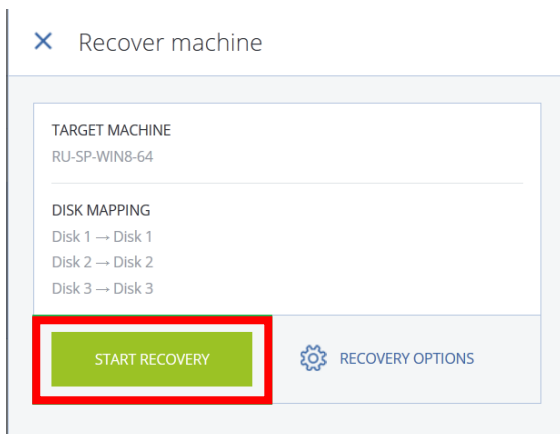 Recover machine
TARGET MACHINE
RU-SP-WIN8-64
DISK MAPPING
Disk 1 → Disk 1
Disk 2 → Disk 2
Disk 3 → Disk 3
START RECOVERY
RECOVERY OPTIONS